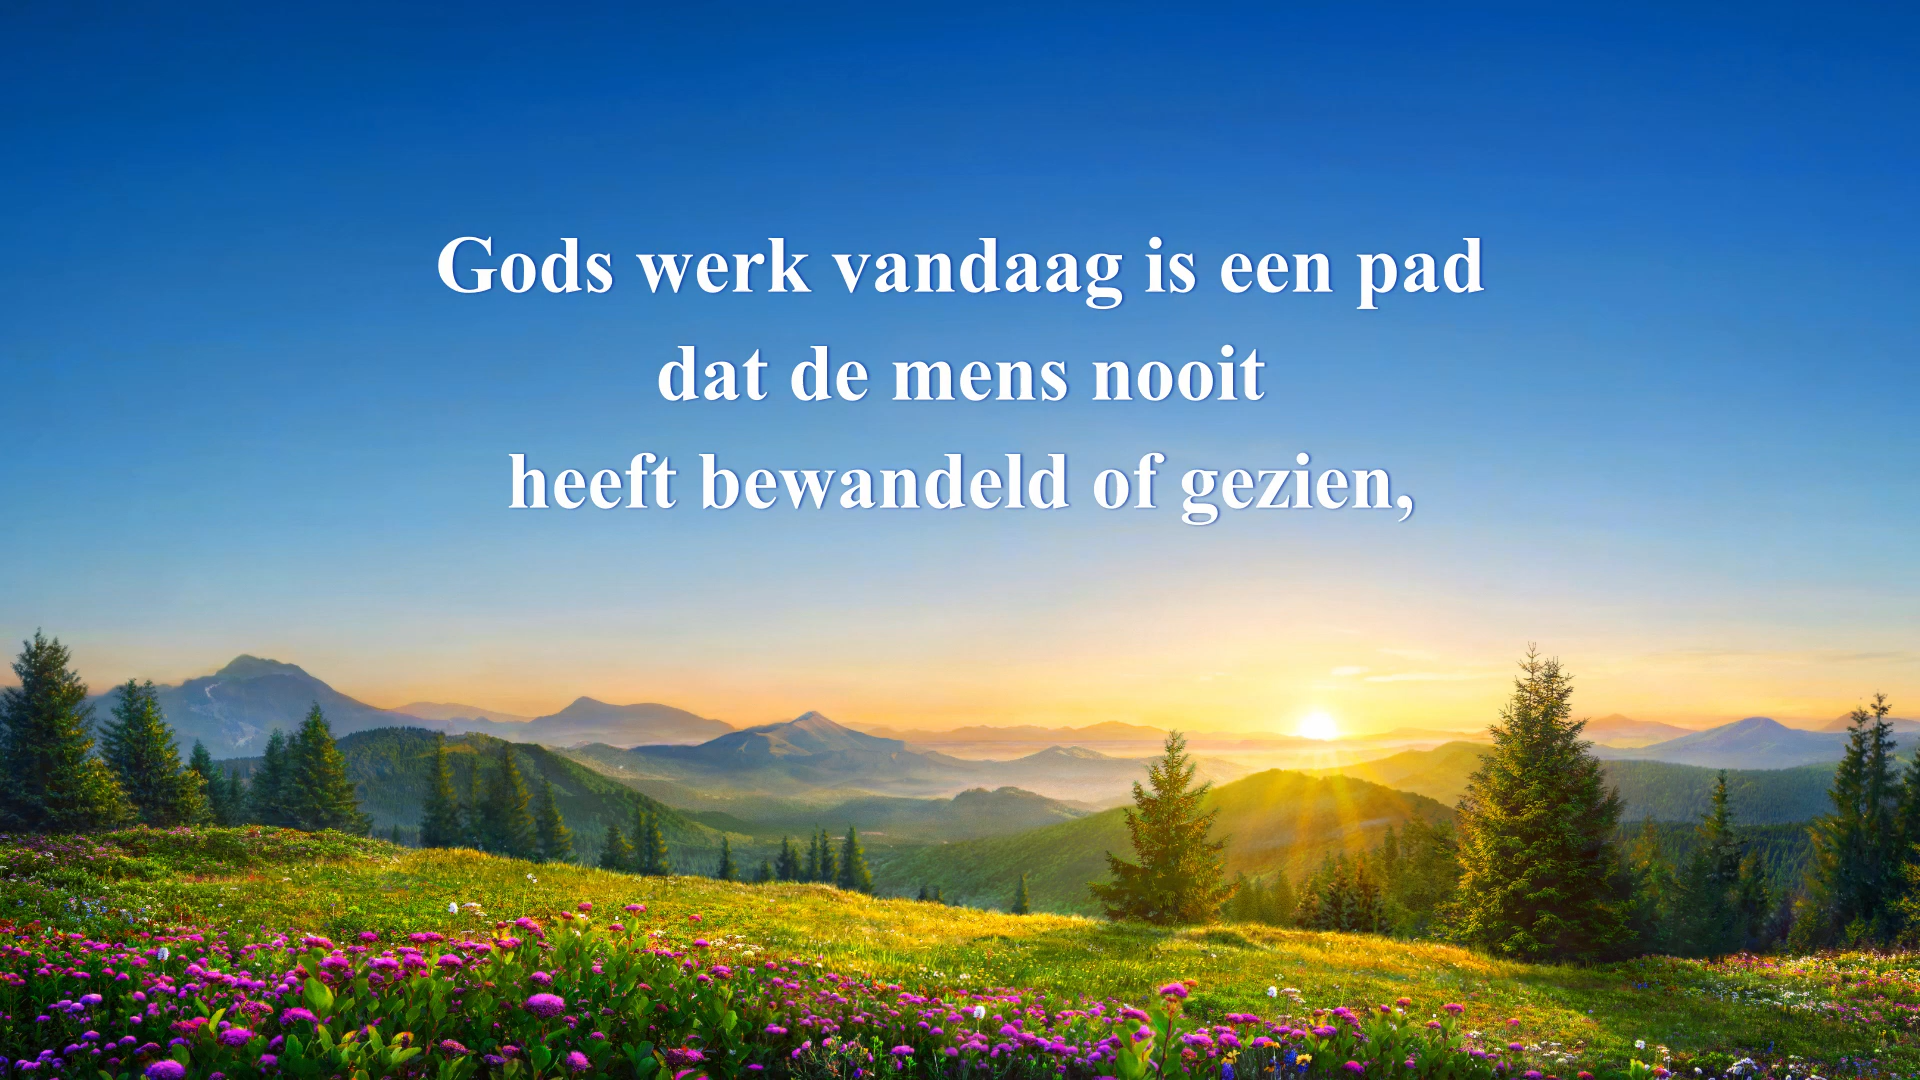 Gods werk vandaag is een pad
dat de mens nooit
heeft bewandeld of gezien,